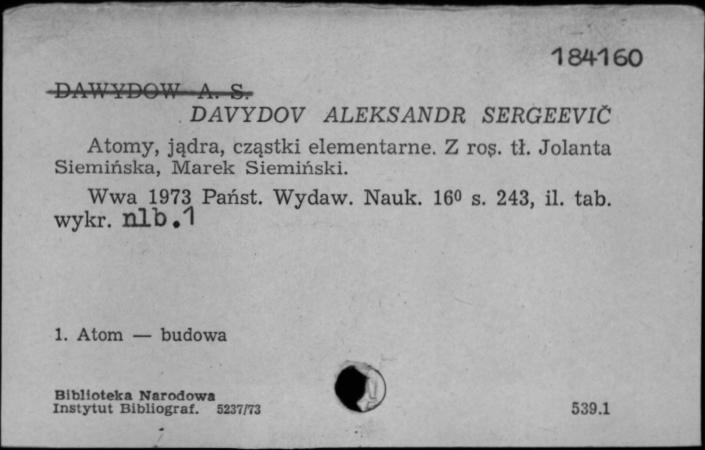 184160
DAWYDOW A. S.
DAVYDOV ALEKSANDR SERGEEVIČ
Atomy, jądra, cząstki elementarne. Z roṣ. tł. Jolanta
Siemińska, Marek Siemiński.
Wwa 1973 Państ. Wydaw. Nauk. 16⁰ s. 243, il. tab.
wykr. nlb.1
1. Atom — budowa
Biblioteka Narodowa
Instytut Bibliograf. 5237/73
539.1